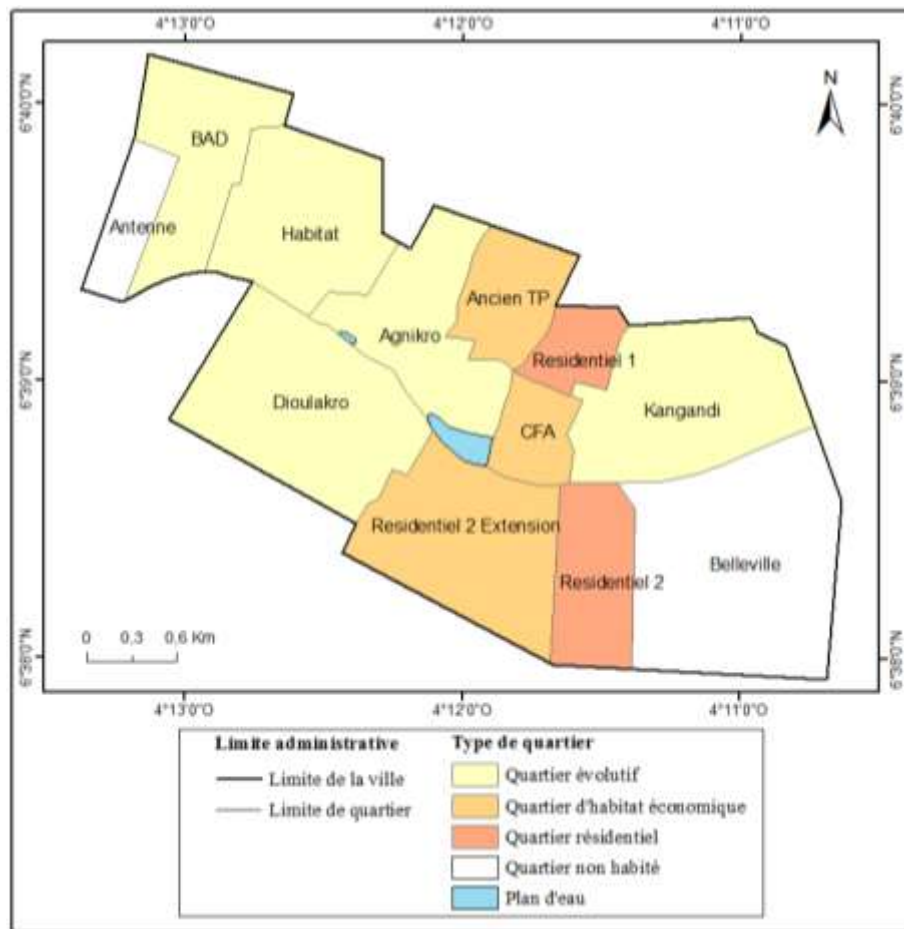 4°13'0"O 4°12'0"O 4°11'0"O
N
6°40'0"N 6°40'0"N
BAD
Antenne
Habitat
Ancien TP
Agnikro
Residentiel 1
6°39'0"N 6°39'0"N
Dioulakro
Kangandi
CFA
Residentiel 2 Extension
Belleville
Residentiel 2
0 0.3 0.6 Km
6°38'0"N 6°38'0"N
4°13'0"O 4°12'0"O 4°11'0"O
Limite administrative
Limite de la ville
Limite de quartier
Type de quartier
Quartier évolutif
Quartier d'habitat économique
Quartier résidentiel
Quartier non habité
Plan d'eau